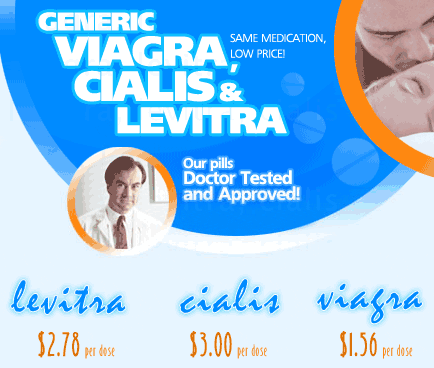 GENERIC
VIAGRA,
CIALIS &
LEVITRA
SAME MEDICATION,
LOW PRICE!
Our pills
Doctor Tested
and Approved!
levitra cialis viagra
$2.78 per dose $3.00 per dose $1.56 per dose